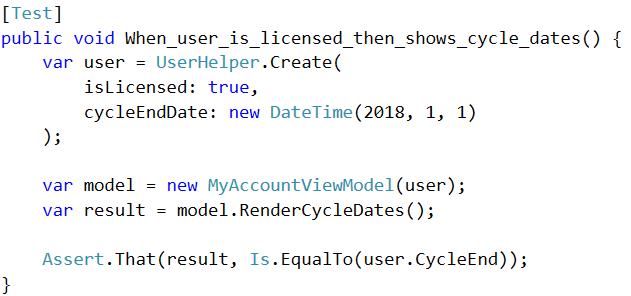 [Test]
public void When_user_is_licensed_then_shows_cycle_dates() {
    var user = UserHelper.Create(
        isLicensed: true,
        cycleEndDate: new DateTime(2018, 1, 1)
    );

    var model = new MyAccountViewModel(user);
    var result = model.RenderCycleDates();

    Assert.That(result, Is.EqualTo(user.CycleEnd));
}